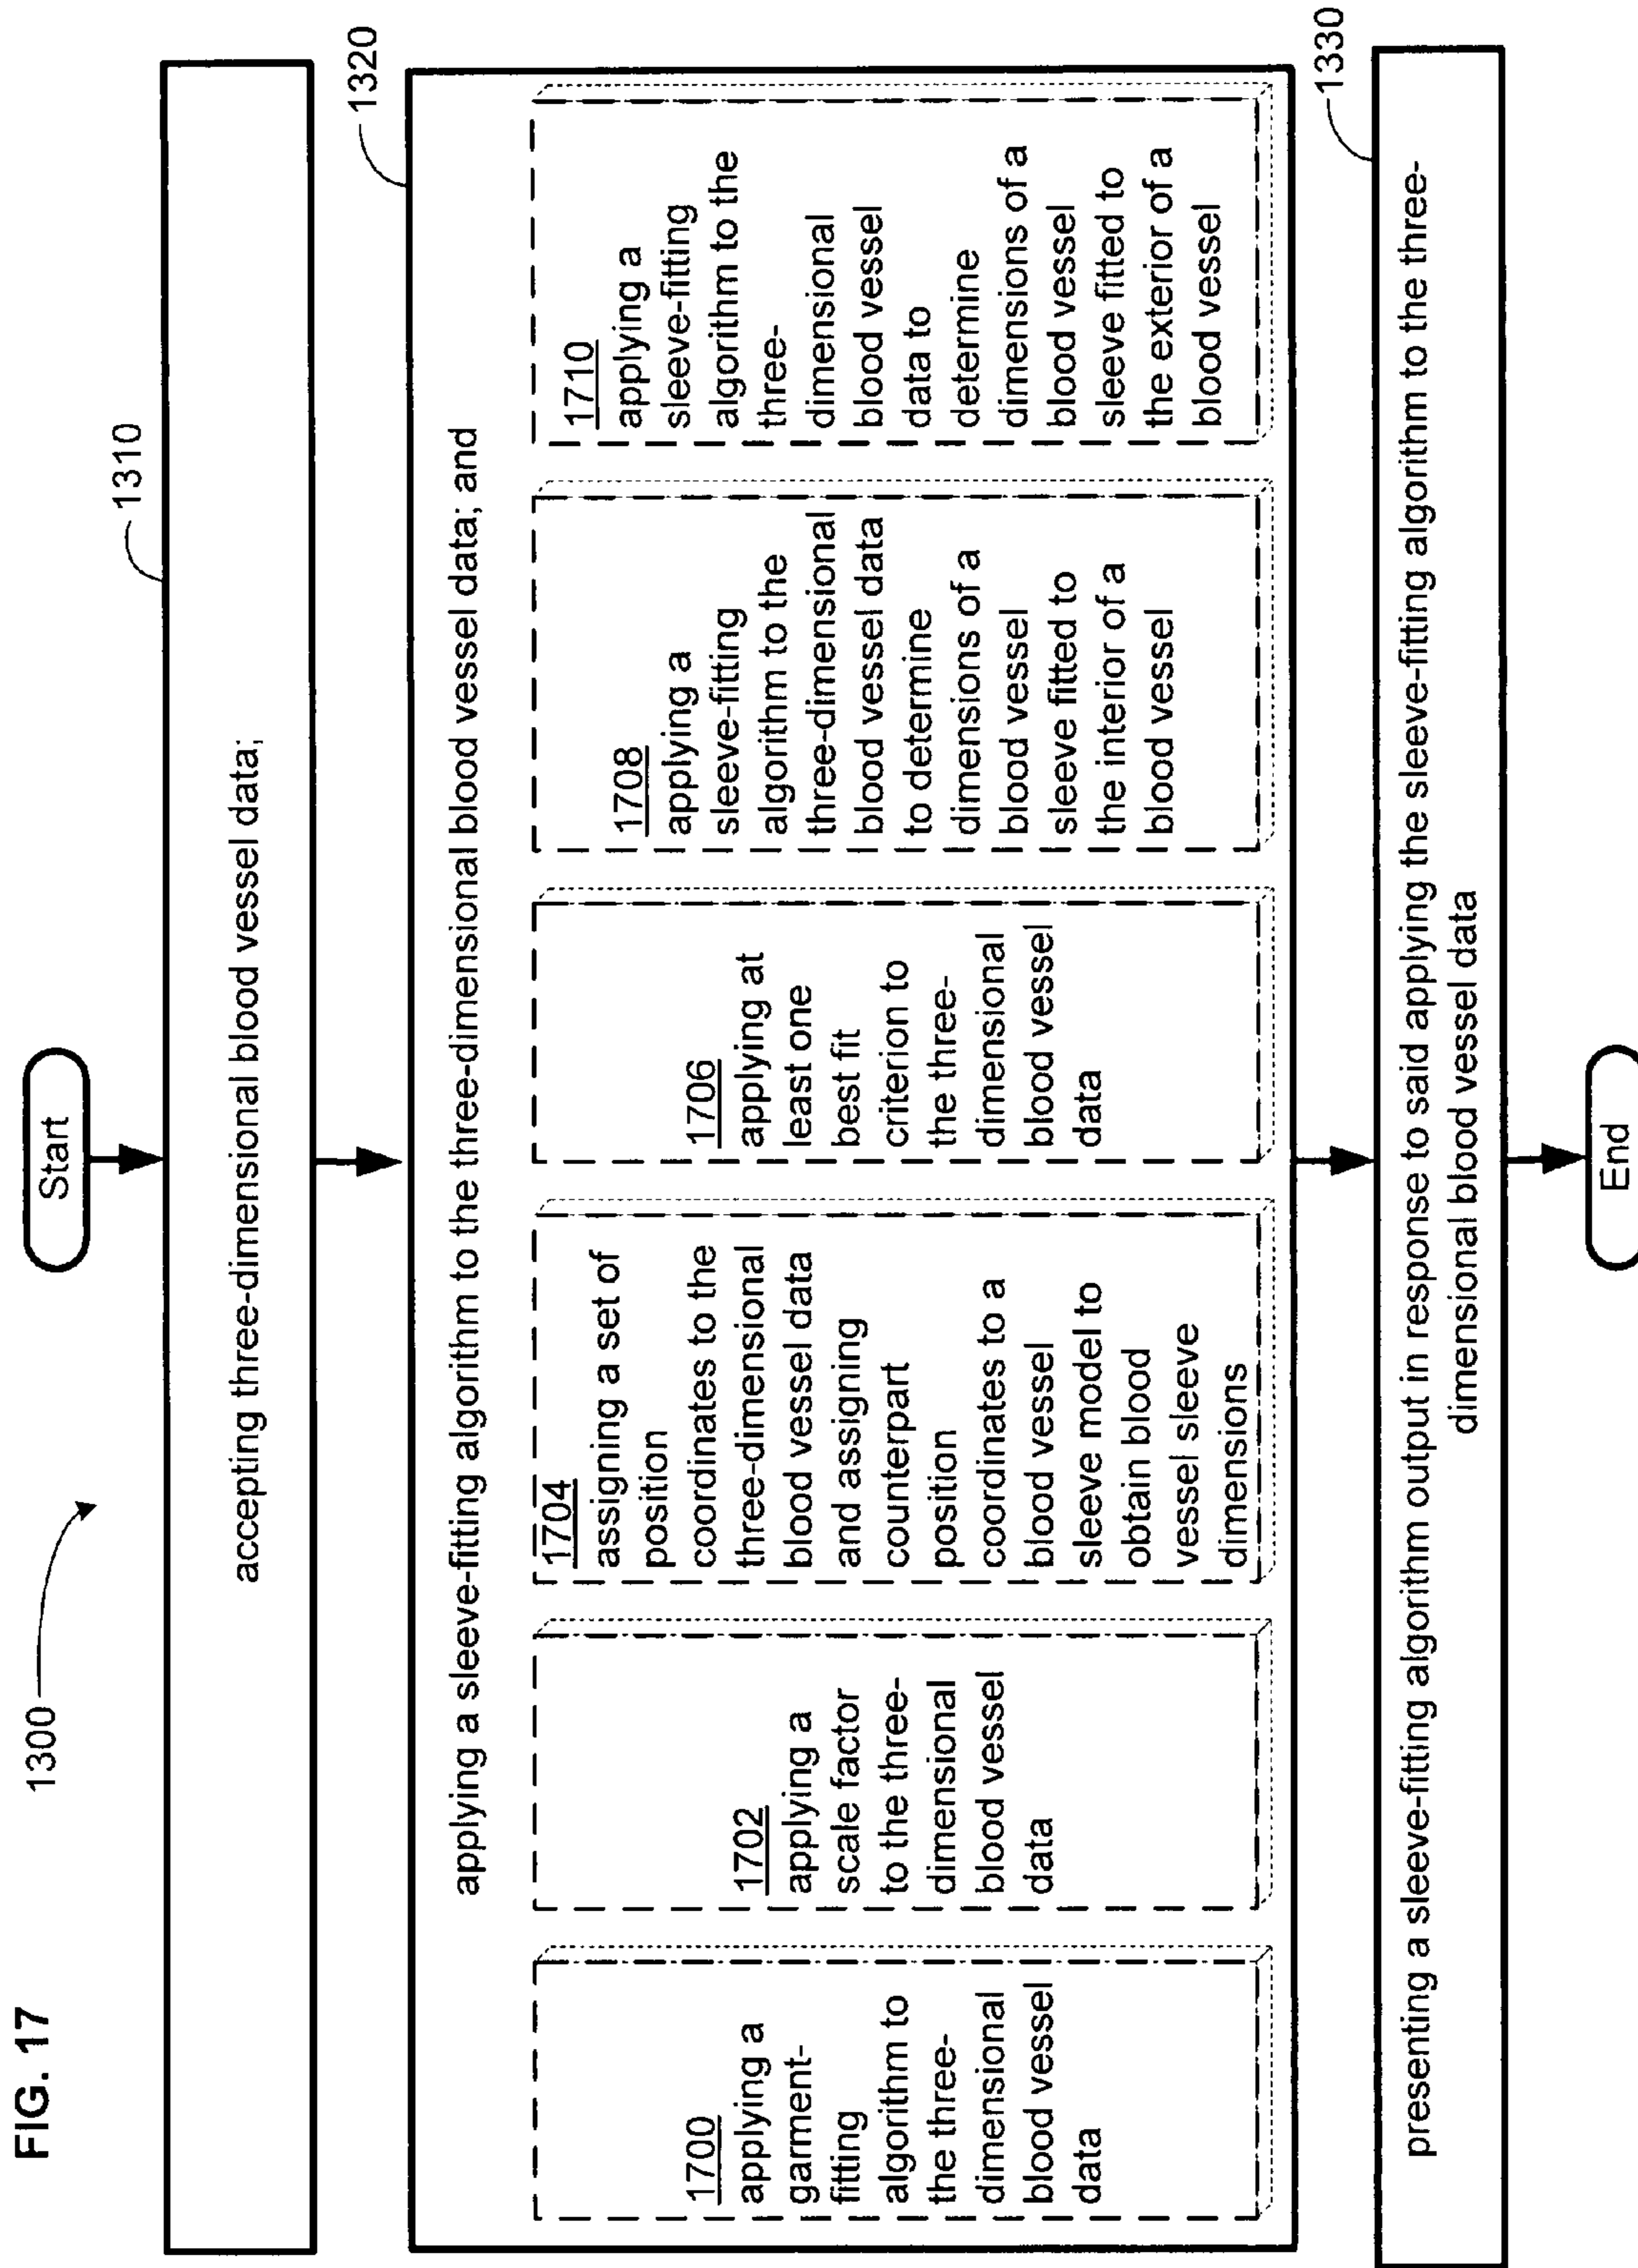 FIG. 17
1300
Start
1310
accepting three-dimensional blood vessel data;
1320
applying a sleeve-fitting algorithm to the three-dimensional blood vessel data; and
1700
applying a
garment-
fitting
algorithm to
the three-
dimensional
blood vessel
data
1702
applying a
scale factor
to the three-
dimensional
blood vessel
data
1704
assigning a set of
position
coordinates to the
three-dimensional
blood vessel data
and assigning
counterpart
position
coordinates to a
blood vessel
sleeve model to
obtain blood
vessel sleeve
dimensions
1706
applying at
least one
best fit
criterion to
the three-
dimensional
blood vessel
data
1708
applying a
sleeve-fitting
algorithm to the
three-dimensional
blood vessel data
to determine
dimensions of a
blood vessel
sleeve fitted to
the interior of a
blood vessel
1710
applying a
sleeve-fitting
algorithm to the
three-
dimensional
blood vessel
data to
determine
dimensions of a
blood vessel
sleeve fitted to
the exterior of a
blood vessel
1330
presenting a sleeve-fitting algorithm output in response to said applying the sleeve-fitting algorithm to the three-
dimensional blood vessel data
End